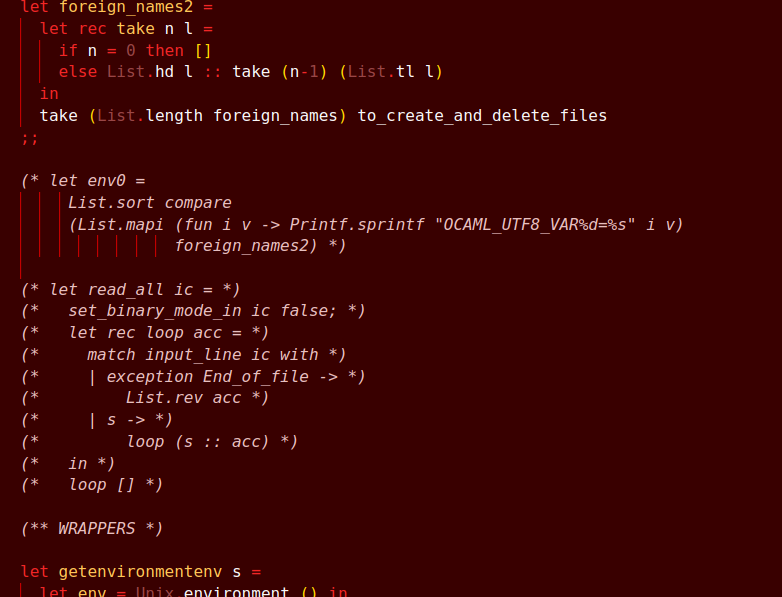 let foreign_names2 =
  let rec take n l =
    if n = 0 then []
    else List.hd l :: take (n-1) (List.tl l)
  in
  take (List.length foreign_names) to_create_and_delete_files
;;

(* let env0 =
     List.sort compare
     (List.mapi (fun i v -> Printf.sprintf "OCAML_UTF8_VAR%d=%s" i v)
                foreign_names2) *)

(* let read_all ic = *)
(*   set_binary_mode_in ic false; *)
(*   let rec loop acc = *)
(*     match input_line ic with *)
(*     | exception End_of_file -> *)
(*         List.rev acc *)
(*     | s -> *)
(*         loop (s :: acc) *)
(*   in *)
(*   loop [] *)

(** WRAPPERS *)

let getenvironmentenv s =
  let env = Unix.environment () in